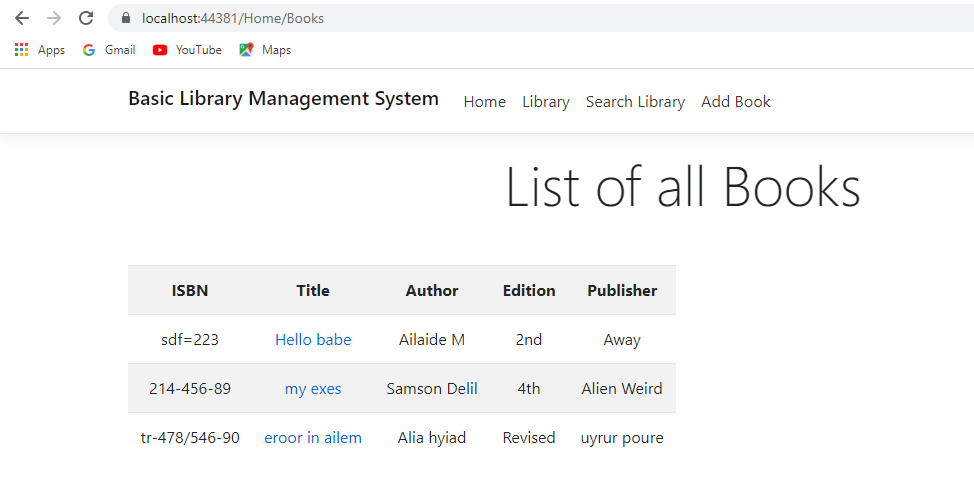 localhost:44381/Home/Books
Apps Gmail YouTube Maps
Basic Library Management System Home Library Search Library Add Book
List of all Books
ISBN Title Author Edition Publisher
sdf=223 Hello babe Ailaide M 2nd Away
214-456-89 my exes Samson Delil 4th Alien Weird
tr-478/546-90 eroor in ailem Alia hyiad Revised uyrur poure